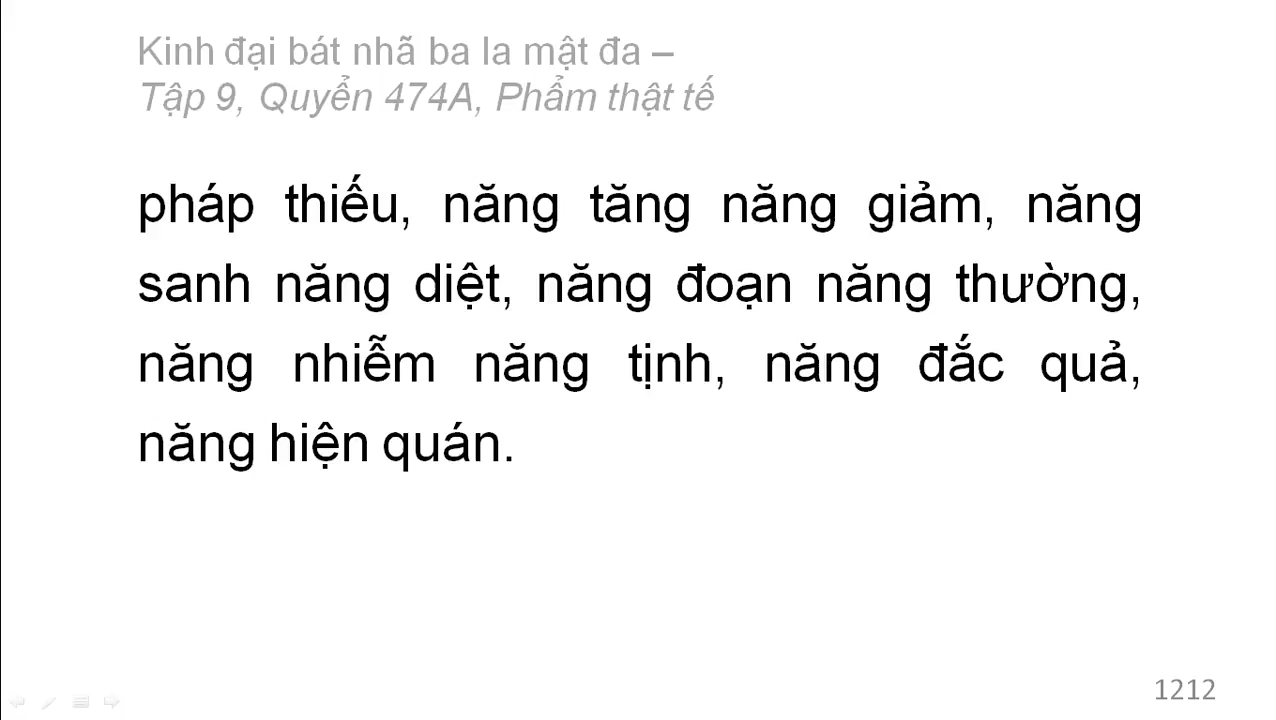 Kinh đại bát nhã ba la mật đa –
Tập 9, Quyển 474A, Phẩm thật tế
pháp thiếu, năng tăng năng giảm, năng
sanh năng diệt, năng đoạn năng thường,
năng nhiễm năng tịnh, năng đắc quả,
năng hiện quán.
1212